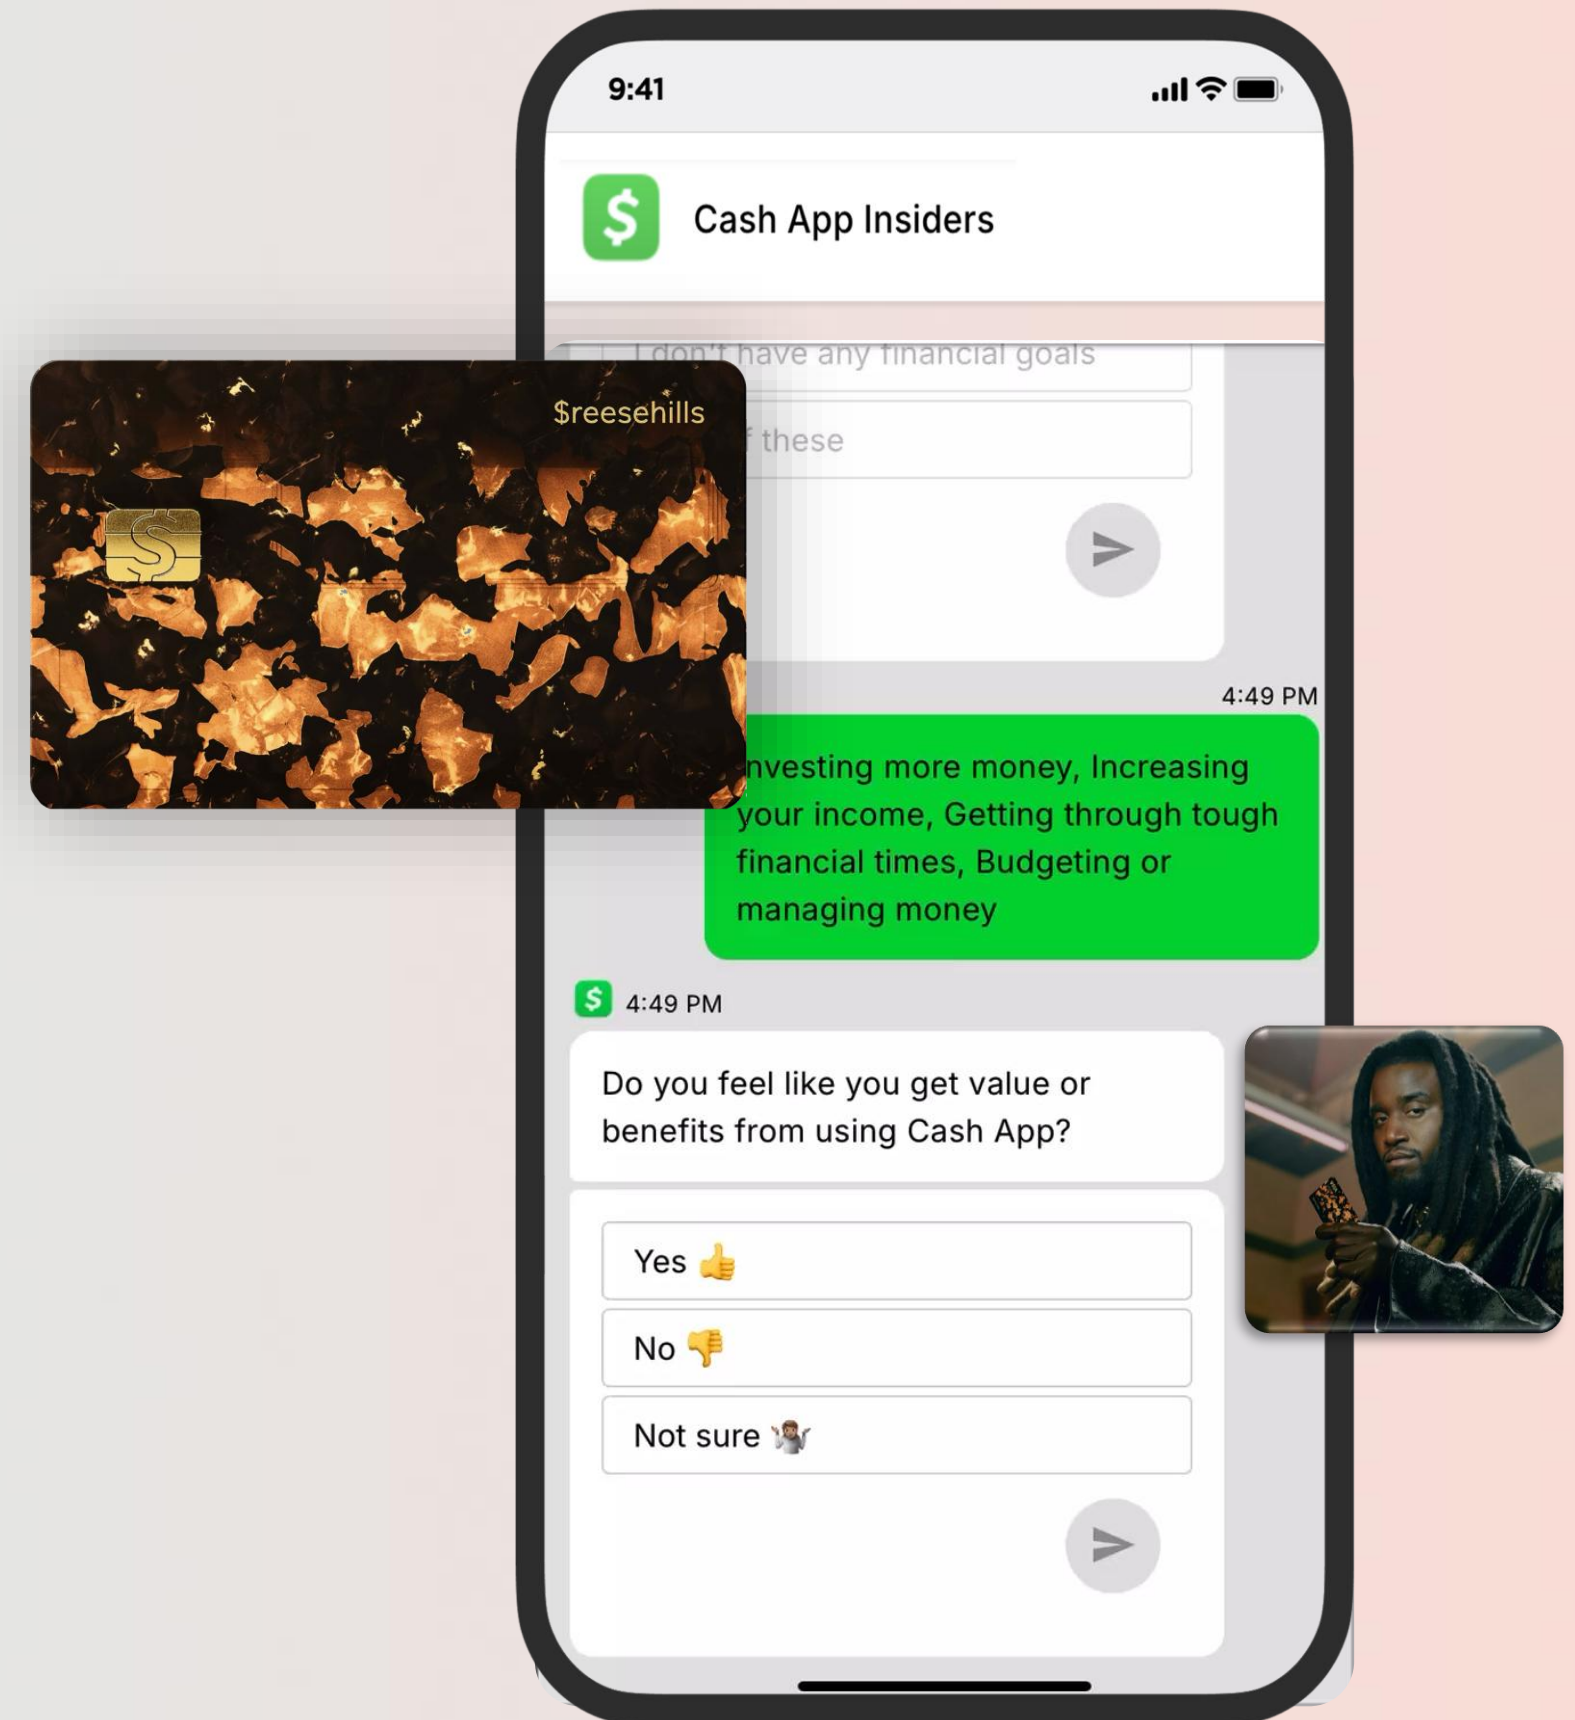 9:41
Cash App Insiders
I don't have any financial goals
$reesehills
these
4:49 PM
nvesting more money, Increasing
your income, Getting through tough
financial times, Budgeting or
managing money
4:49 PM
Do you feel like you get value or
benefits from using Cash App?
Yes 👍
No 👎
Not sure 🤷🏽